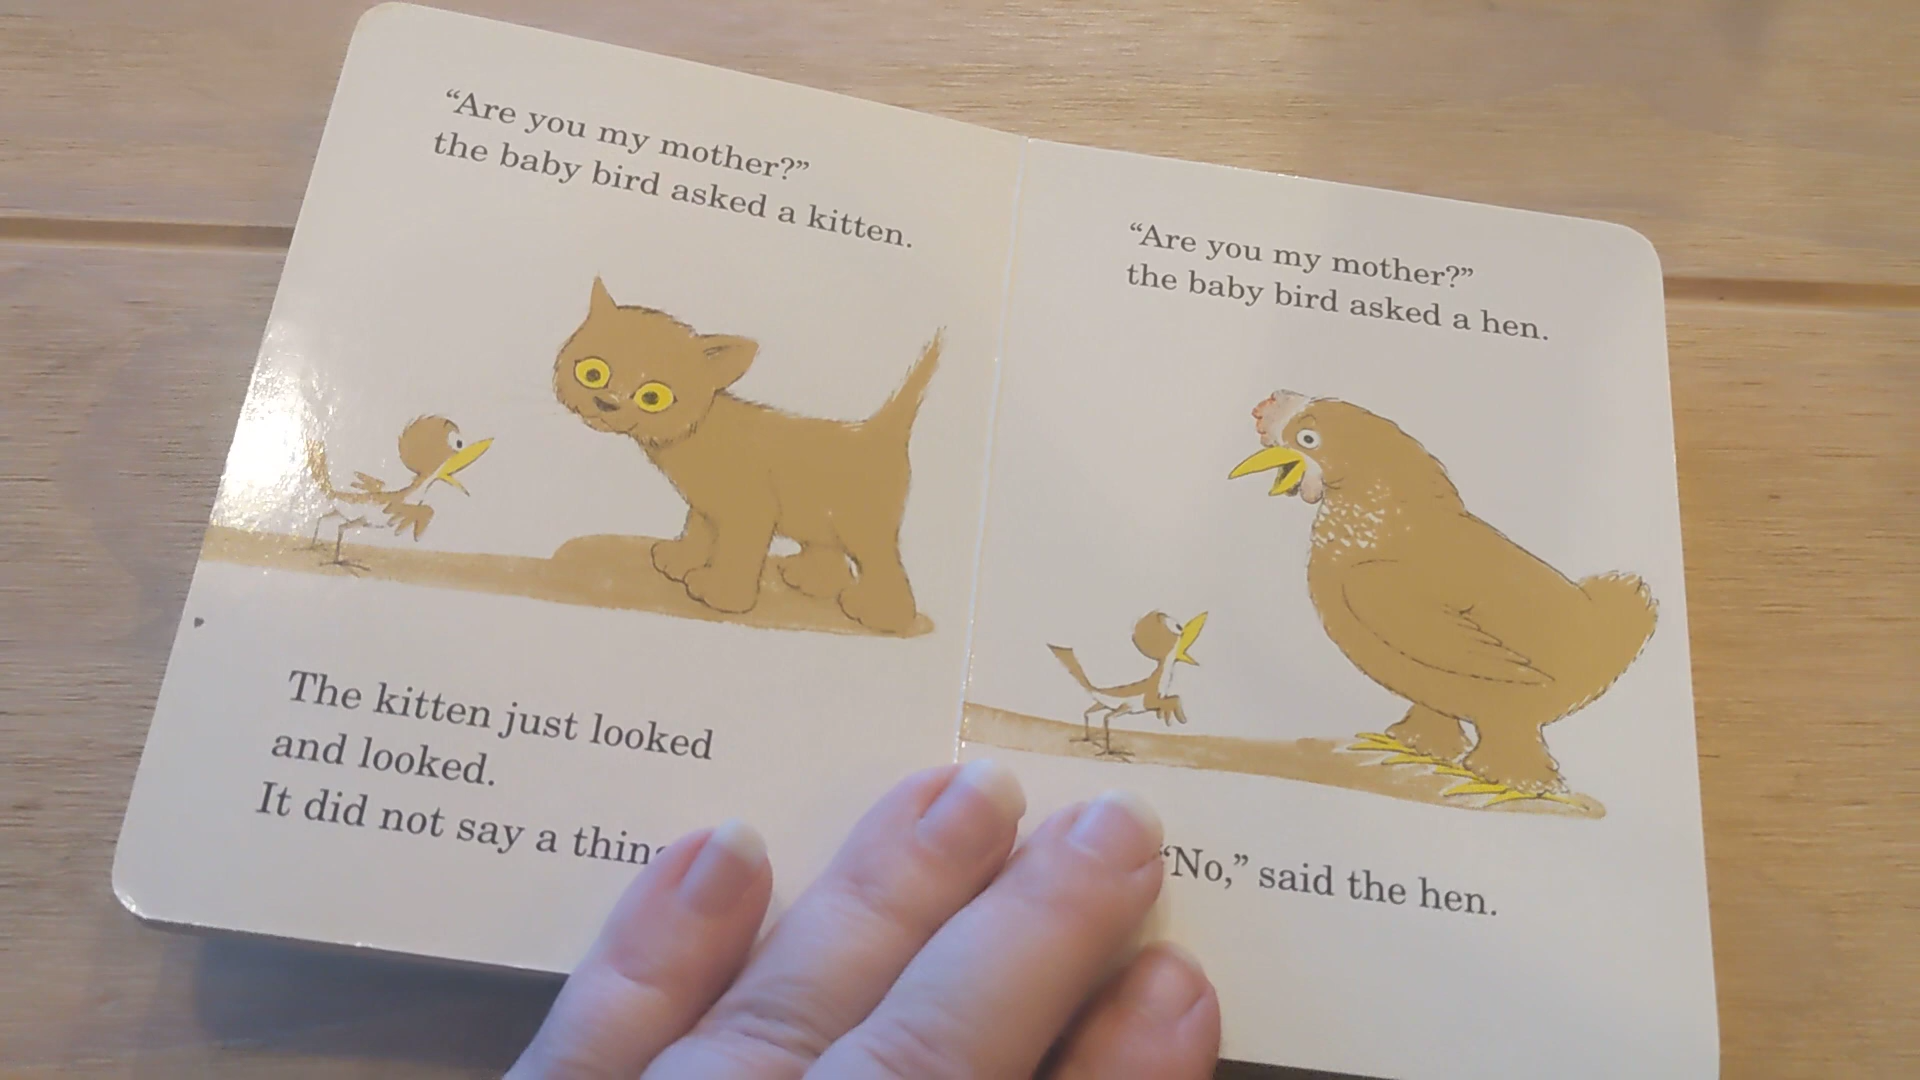 “Are you my mother?”
the baby bird asked a kitten.
The kitten just looked
and looked.
It did not say a thing
“Are you my mother?”
the baby bird asked a hen.
“No,” said the hen.